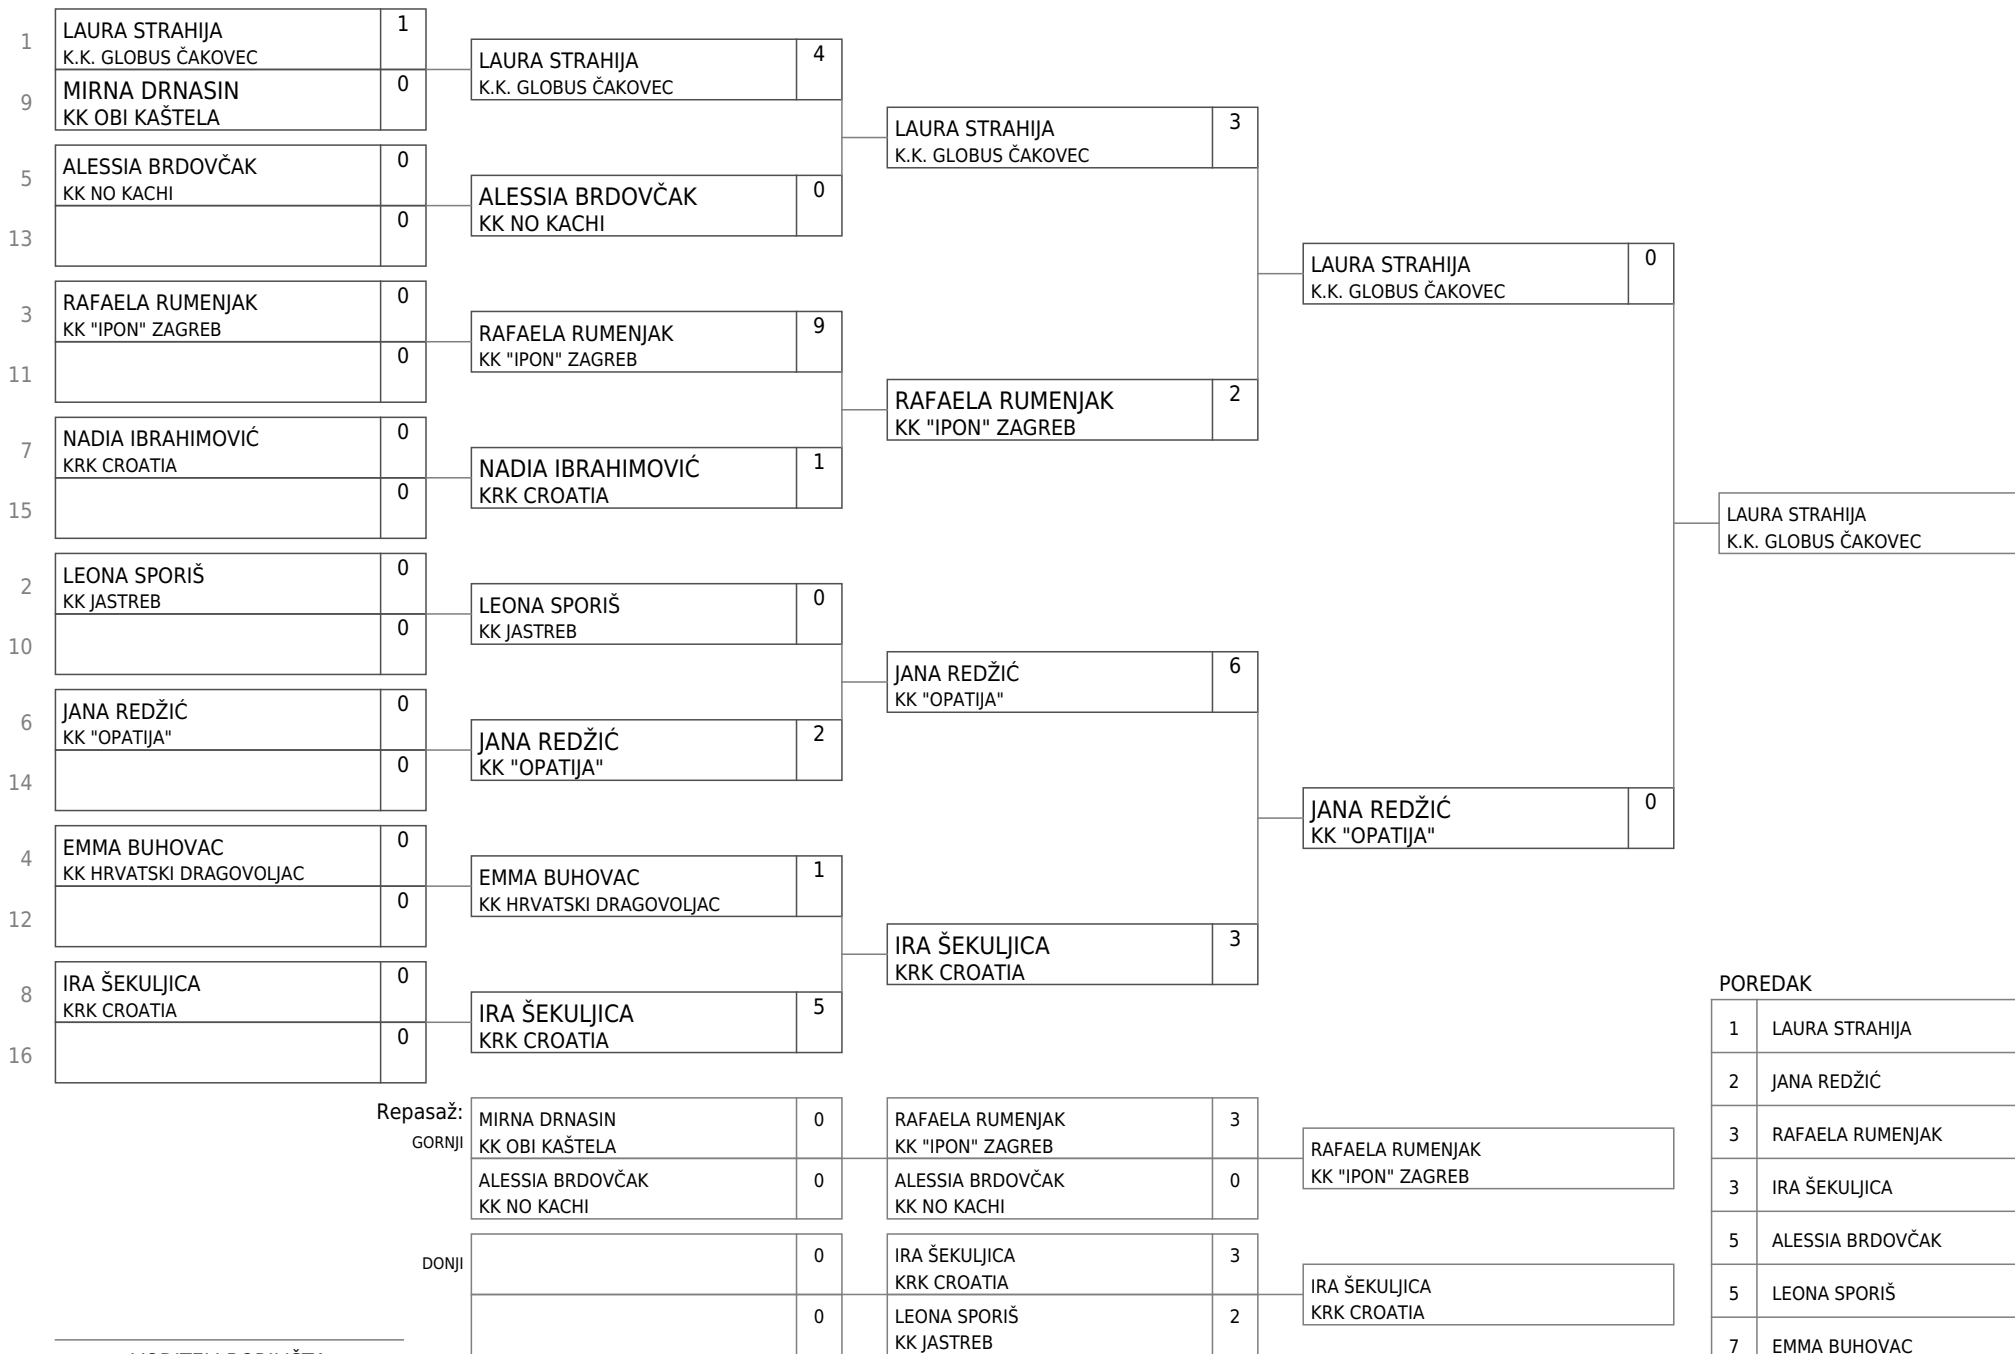 1
LAURA STRAHIJA
K.K. GLOBUS ČAKOVEC
1
9
MIRNA DRNASIN
KK OBI KAŠTELA
0
5
ALESSIA BRDOVČAK
KK NO KACHI
0
13
0
3
RAFAELA RUMENJAK
KK "IPON" ZAGREB
0
11
0
7
NADIA IBRAHIMOVIĆ
KRK CROATIA
0
15
0
2
LEONA SPORIŠ
KK JASTREB
0
10
0
6
JANA REDŽIĆ
KK "OPATIJA"
0
14
0
4
EMMA BUHOVAC
KK HRVATSKI DRAGOVOLJAC
0
12
0
8
IRA ŠEKULJICA
KRK CROATIA
0
16
0
LAURA STRAHIJA
K.K. GLOBUS ČAKOVEC
4
ALESSIA BRDOVČAK
KK NO KACHI
0
RAFAELA RUMENJAK
KK "IPON" ZAGREB
9
NADIA IBRAHIMOVIĆ
KRK CROATIA
1
LEONA SPORIŠ
KK JASTREB
0
JANA REDŽIĆ
KK "OPATIJA"
2
EMMA BUHOVAC
KK HRVATSKI DRAGOVOLJAC
1
IRA ŠEKULJICA
KRK CROATIA
5
LAURA STRAHIJA
K.K. GLOBUS ČAKOVEC
3
RAFAELA RUMENJAK
KK "IPON" ZAGREB
2
JANA REDŽIĆ
KK "OPATIJA"
6
IRA ŠEKULJICA
KRK CROATIA
3
LAURA STRAHIJA
K.K. GLOBUS ČAKOVEC
0
JANA REDŽIĆ
KK "OPATIJA"
0
LAURA STRAHIJA
K.K. GLOBUS ČAKOVEC
Repasaž:
GORNJI
MIRNA DRNASIN
KK OBI KAŠTELA
0
ALESSIA BRDOVČAK
KK NO KACHI
0
RAFAELA RUMENJAK
KK "IPON" ZAGREB
3
ALESSIA BRDOVČAK
KK NO KACHI
0
RAFAELA RUMENJAK
KK "IPON" ZAGREB
DONJI
0
0
IRA ŠEKULJICA
KRK CROATIA
3
LEONA SPORIŠ
KK JASTREB
2
IRA ŠEKULJICA
KRK CROATIA
POREDAK
1 LAURA STRAHIJA
2 JANA REDŽIĆ
3 RAFAELA RUMENJAK
3 IRA ŠEKULJICA
5 ALESSIA BRDOVČAK
5 LEONA SPORIŠ
7 EMMA BUHOVAC